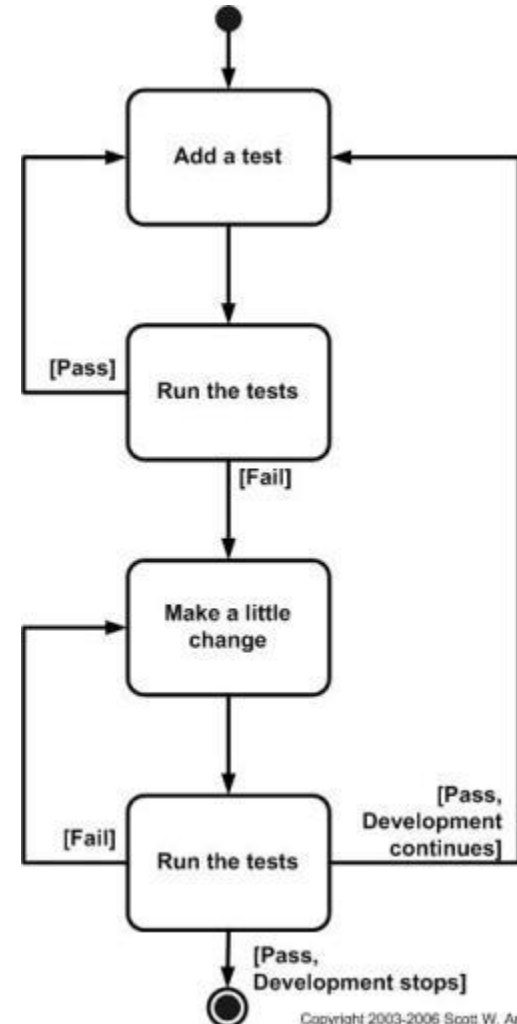 Add a test
[Pass]
Run the tests
[Fail]
Make a little
change
[Fail]
Run the tests
[Pass,
Development
continues]
[Pass,
Development stops]
Copyright 2003-2006 Scott W.